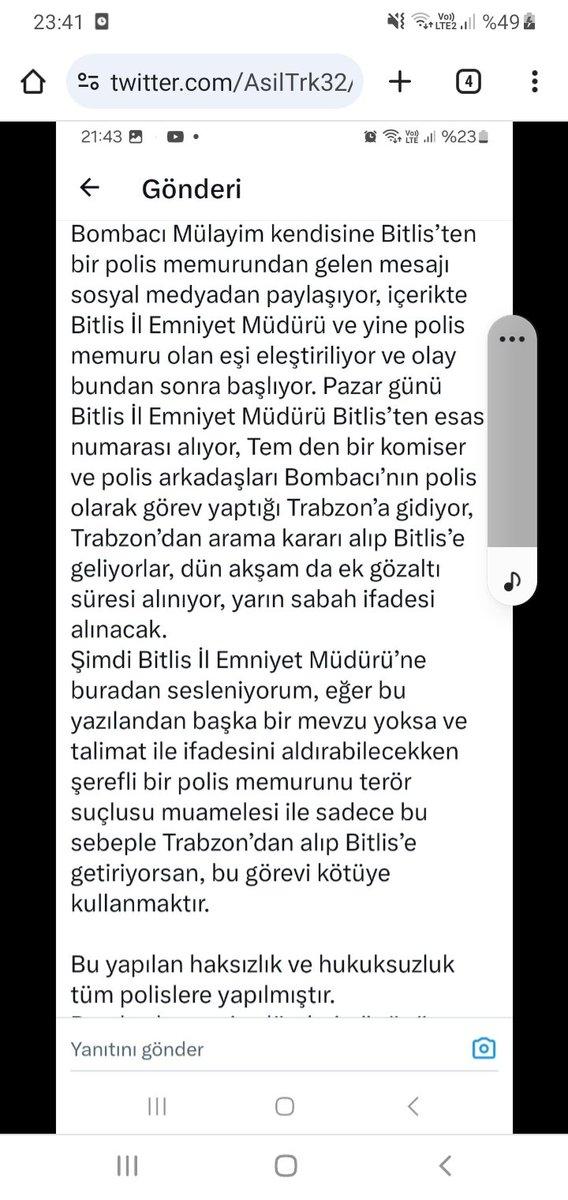 23:41
Vo)) LTE2 %49
twitter.com/AsilTrk32/
4
21:43
Vo)) LTE %23
Gönderi
Bombacı Mülayim kendisine Bitlis’ten
bir polis memurundan gelen mesajı
sosyal medyadan paylaşıyor, içerikte
Bitlis İl Emniyet Müdürü ve yine polis
memuru olan eşi eleştiriliyor ve olay
bundan sonra başlıyor. Pazar günü
Bitlis İl Emniyet Müdürü Bitlis’ten esas
numarası alıyor, Tem den bir komiser
ve polis arkadaşları Bombacı’nın polis
olarak görev yaptığı Trabzon’a gidiyor,
Trabzon’dan arama kararı alıp Bitlis’e
geliyorlar, dün akşam da ek gözaltı
süresi alınıyor, yarın sabah ifadesi
alınacak.
Şimdi Bitlis İl Emniyet Müdürü’ne
buradan sesleniyorum, eğer bu
yazılandan başka bir mevzu yoksa ve
talimat ile ifadesini aldırabilecekken
şerefli bir polis memurunu terör
suçlusu muamelesi ile sadece bu
sebeple Trabzon’dan alıp Bitlis’e
getiriyorsan, bu görevi kötüye
kullanmaktır.
Bu yapılan haksızlık ve hukuksuzluk
tüm polislere yapılmıştır.
Yanıtını gönder